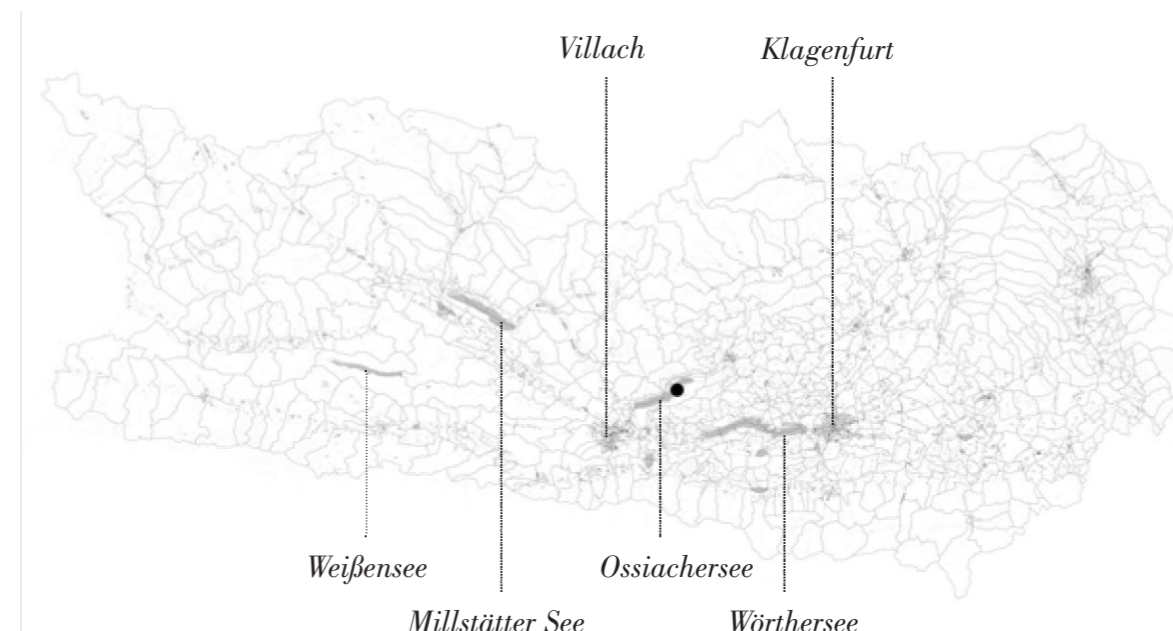 Villach
Klagenfurt
Weißensee
Ossiachersee
Millstätter See
Wörthersee